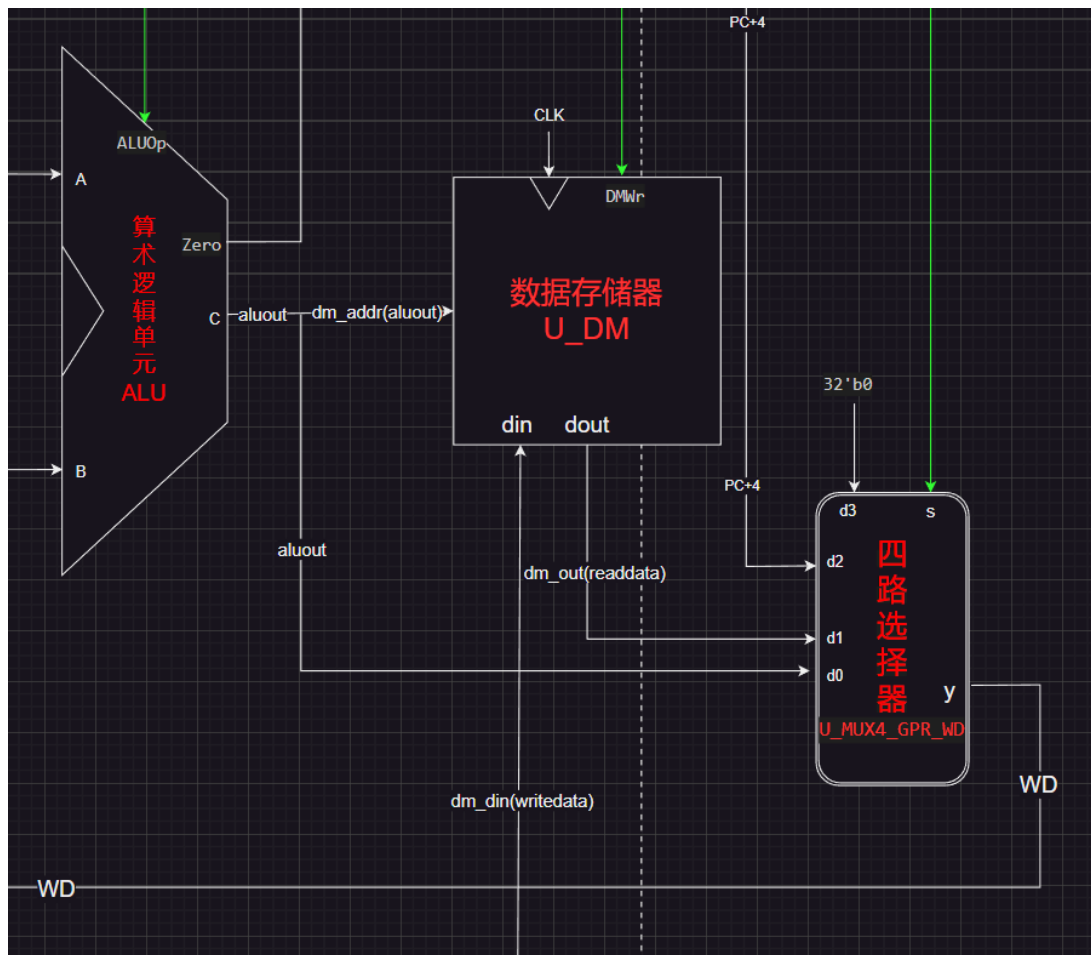 PC+4
CLK
ALUOp
A
DMWr
算
术
逻
辑
单
元
ALU
Zero
C
aluout
dm_addr(aluout)
数据存储器
U_DM
32'b0
din
dout
B
PC+4
d3
s
aluout
d2
四
路
选
择
器
dm_out(readdata)
d1
d0
y
U_MUX4_GPR_WD
dm_din(writedata)
WD
WD